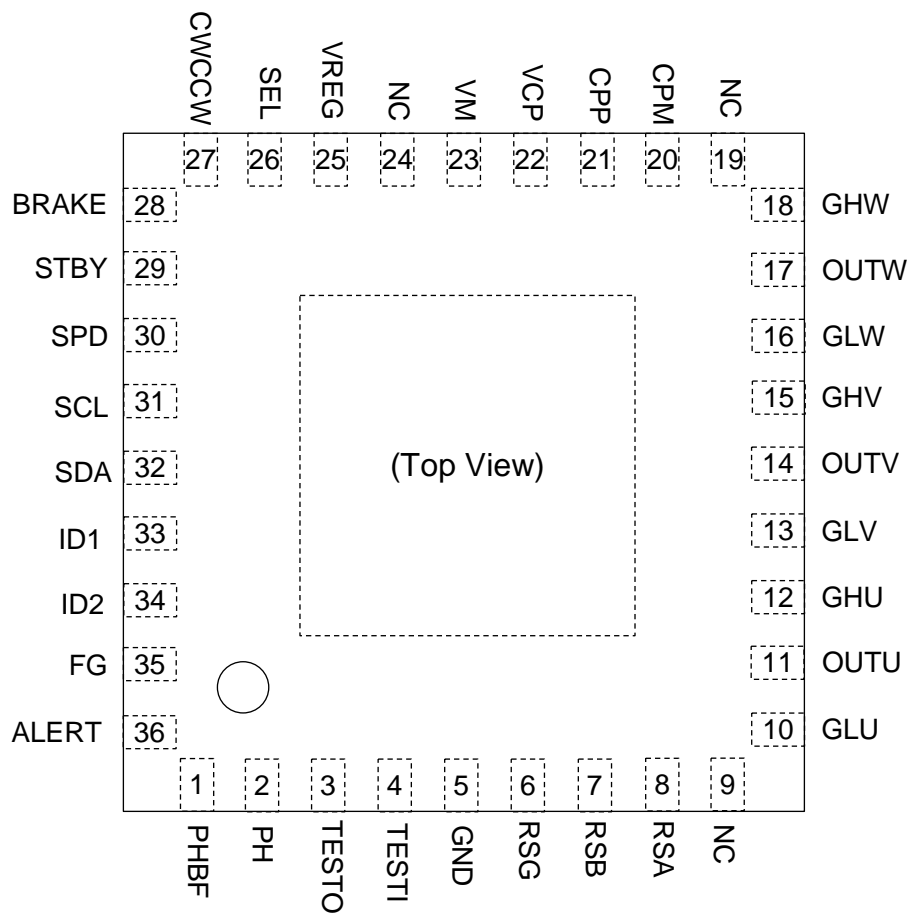 CWCCW SEL VREG NC VM VCP CPP CPM NC
27 26 25 24 23 22 21 20 19
BRAKE 28 18 GHW
STBY 29 17 OUTW
SPD 30 16 GLW
SCL 31 15 GHV
SDA 32 (Top View) 14 OUTV
ID1 33 13 GLV
ID2 34 12 GHU
FG 35 11 OUTU
ALERT 36 10 GLU
1 2 3 4 5 6 7 8 9
PHBF PH TESTO TESTI GND RSG RSB RSA NC